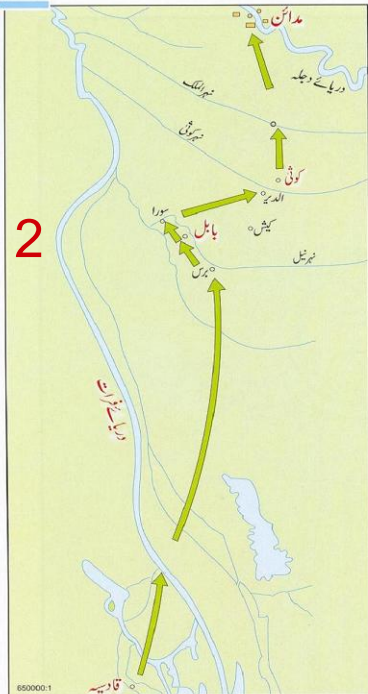 مدائن
دریائے دجلہ
نہر الملک
نہر کوثیٰ
کوثیٰ
الدیر
سورا
بابل
کیش
2
برس
نہر نیل
دریائے فرات
قادسیہ
650000:1